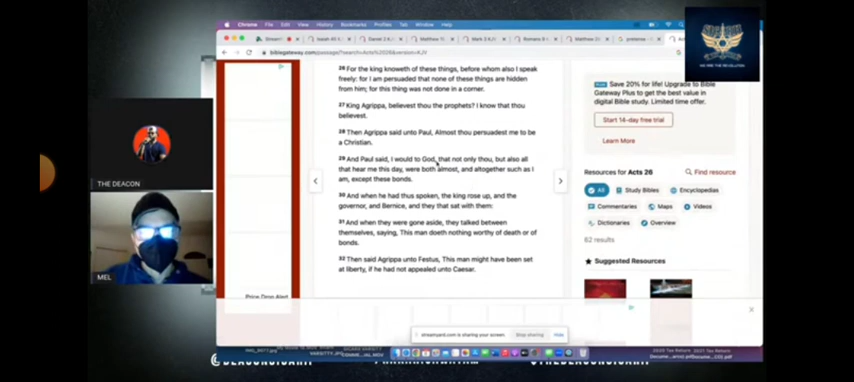 Chrome File Edit View History Bookmarks Profiles Tab Window Help
26 For the king knoweth of these things, before whom also I speak
freely: for I am persuaded that none of these things are hidden
from him; for this thing was not done in a corner.
27 King Agrippa, believest thou the prophets? I know that thou
believest.
28 Then Agrippa said unto Paul, Almost thou persuadest me to be
a Christian.
29 And Paul said, I would to God, that not only thou, but also all
that hear me this day, were both almost, and altogether such as I
am, except these bonds.
30 And when he had thus spoken, the king rose up, and the
governor, and Bernice, and they that sat with them:
31 And when they were gone aside, they talked between
themselves, saying, This man doeth nothing worthy of death or of
bonds.
32 Then said Agrippa unto Festus, This man might have been set
at liberty, if he had not appealed unto Caesar.
PLUS Save 20% for life! Upgrade to Bible
Gateway Plus to get the best value in
digital Bible study. Limited time offer.
Start 14-day free trial
Learn More
Resources for Acts 26 Find resource
All Study Bibles Encyclopedias
Commentaries Maps Videos
Dictionaries Overview
62 results
Suggested Resources
THE DEACON
MEL
Price Drop Alert
streamyard.com is sharing your screen. Stop sharing Hide
WE ARE THE REVOLUTION